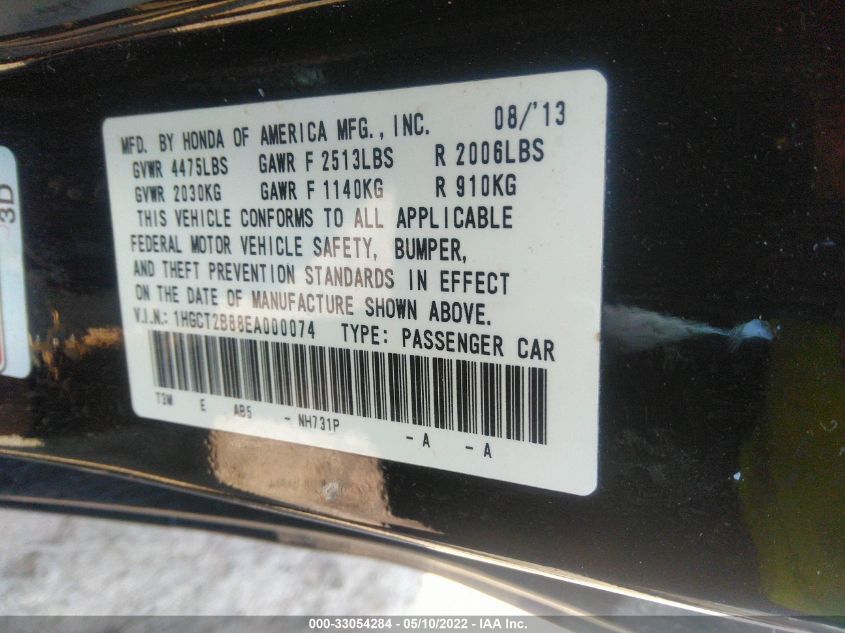 MFD. BY HONDA OF AMERICA MFG., INC. 08/'13
GVWR 4475LBS GAWR F 2513LBS R 2006LBS
GVWR 2030KG GAWR F 1140KG R 910KG
THIS VEHICLE CONFORMS TO ALL APPLICABLE
FEDERAL MOTOR VEHICLE SAFETY, BUMPER,
AND THEFT PREVENTION STANDARDS IN EFFECT
ON THE DATE OF MANUFACTURE SHOWN ABOVE.
V.I.N.: 1HGCT2B88EA000074 TYPE: PASSENGER CAR
T3M E AB5 - NH731P -A -A
3D
000-33054284 - 05/10/2022 - IAA Inc.